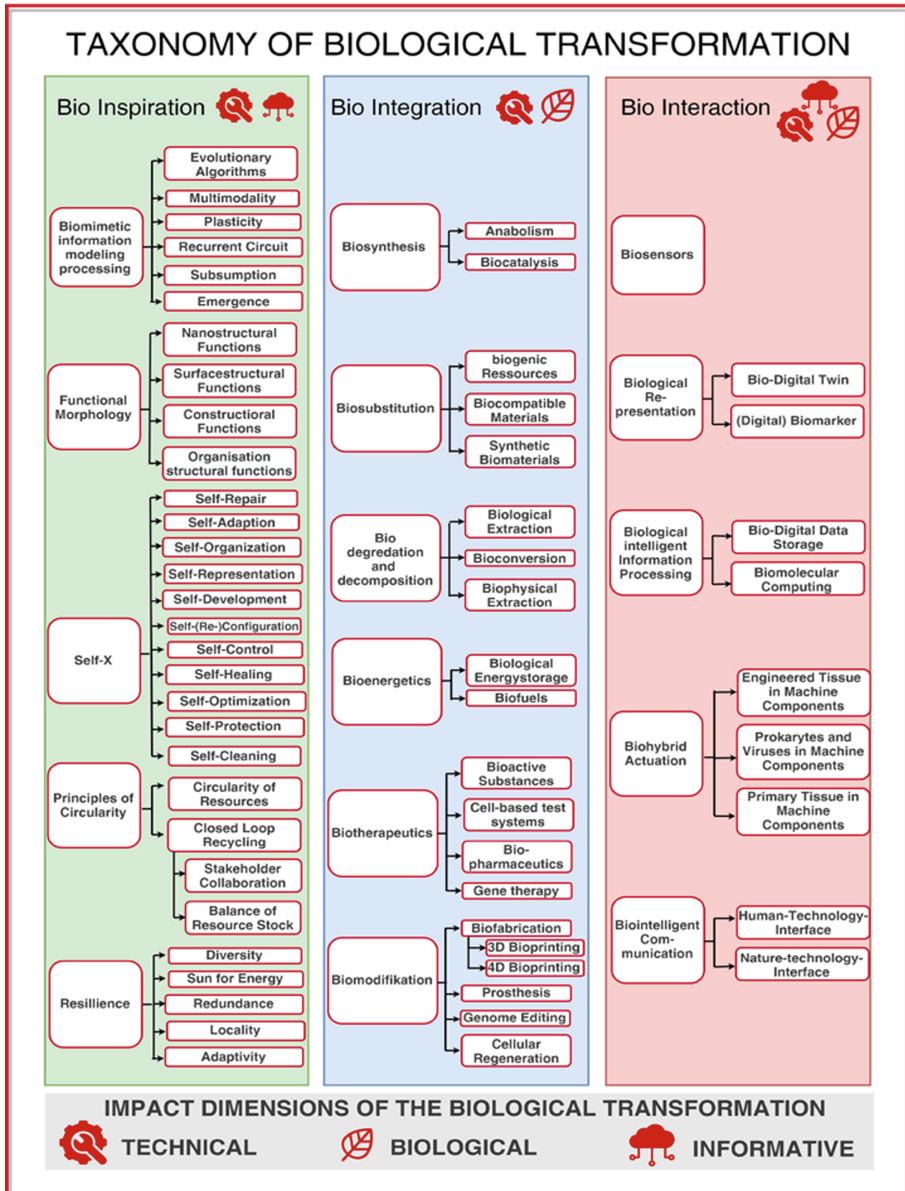 TAXONOMY OF BIOLOGICAL TRANSFORMATION
Bio Inspiration
Biomimetic
information
modeling
processing
Evolutionary
Algorithms
Multimodality
Plasticity
Recurrent Circuit
Subsumption
Emergence
Functional
Morphology
Nanostructural
Functions
Surfacestructural
Functions
Constructioral
Functions
Organisation
structural functions
Self-X
Self-Repair
Self-Adaption
Self-Organization
Self-Representation
Self-Development
Self-(Re-)Configuration
Self-Control
Self-Healing
Self-Optimization
Self-Protection
Self-Cleaning
Principles of
Circularity
Circularity of
Resources
Closed Loop
Recycling
Stakeholder
Collaboration
Balance of
Resource Stock
Resillience
Diversity
Sun for Energy
Redundance
Locality
Adaptivity
Bio Integration
Biosynthesis
Anabolism
Biocatalysis
Biosubstitution
biogenic
Ressources
Biocompatible
Materials
Synthetic
Biomaterials
Bio
degredation and
decomposition
Biological
Extraction
Bioconversion
Biophysical
Extraction
Bioenergetics
Biological
Energystorage
Biofuels
Biotherapeutics
Bioactive
Substances
Cell-based test
systems
Bio-
pharmaceutics
Gene therapy
Biomodifikation
Biofabrication
3D Bioprinting
4D Bioprinting
Prosthesis
Genome Editing
Cellular
Regeneration
Bio Interaction
Biosensors
Biological
Re-
presentation
Bio-Digital Twin
(Digital) Biomarker
Biological
intelligent
Information
Processing
Bio-Digital Data
Storage
Biomolecular
Computing
Biohybrid
Actuation
Engineered Tissue
in Machine
Components
Prokaryotes and
Viruses in Machine
Components
Primary Tissue in
Machine
Components
Biointelligent
Com-
munication
Human-Technology-
Interface
Nature-technology-
Interface
IMPACT DIMENSIONS OF THE BIOLOGICAL TRANSFORMATION
TECHNICAL
BIOLOGICAL
INFORMATIVE